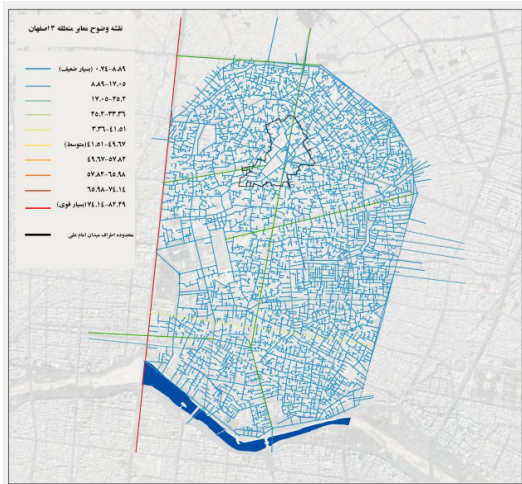 نقشه وضوح معابر منطقه ۳ اصفهان
۰.۷۴-۸.۸۹ (بسیار ضعیف)
۸.۸۹-۱۷.۰۵
۱۷.۰۵-۲۵.۲
۲۵.۲-۳۳.۳۶
۳.۳۶-۴۱.۵۱
۴۱.۵۱-۴۹.۶۷ (متوسط)
۴۹.۶۷-۵۷.۸۲
۵۷.۸۲-۶۵.۹۸
۶۵.۹۸-۷۴.۱۴
۷۴.۱۴-۸۲.۲۹ (بسیار قوی)
محدوده اطراف میدان امام علی